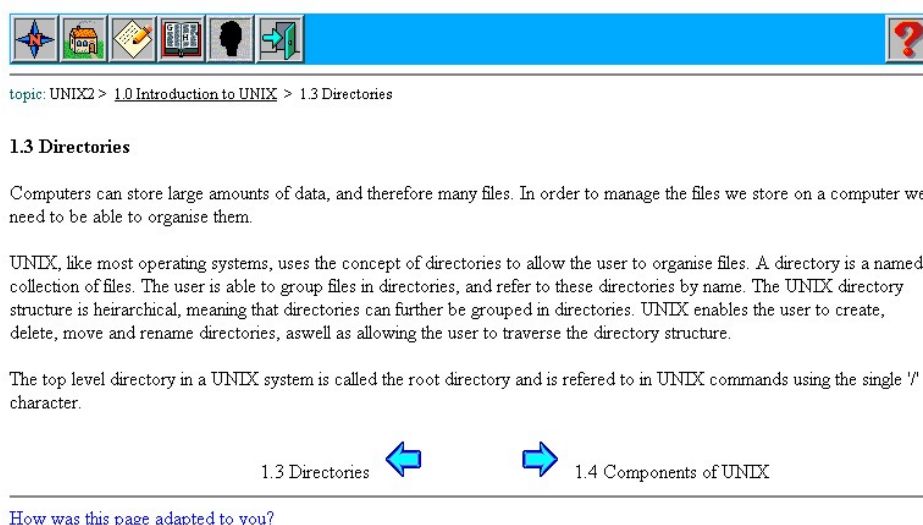 N
?
topic: UNIX2 > 1.0 Introduction to UNIX > 1.3 Directories
1.3 Directories
Computers can store large amounts of data, and therefore many files. In order to manage the files we store on a computer we
need to be able to organise them.
UNIX, like most operating systems, uses the concept of directories to allow the user to organise files. A directory is a named
collection of files. The user is able to group files in directories, and refer to these directories by name. The UNIX directory
structure is heirarchical, meaning that directories can further be grouped in directories. UNIX enables the user to create,
delete, move and rename directories, aswell as allowing the user to traverse the directory structure.
The top level directory in a UNIX system is called the root directory and is refered to in UNIX commands using the single '/'
character.
1.3 Directories 1.4 Components of UNIX
How was this page adapted to you?